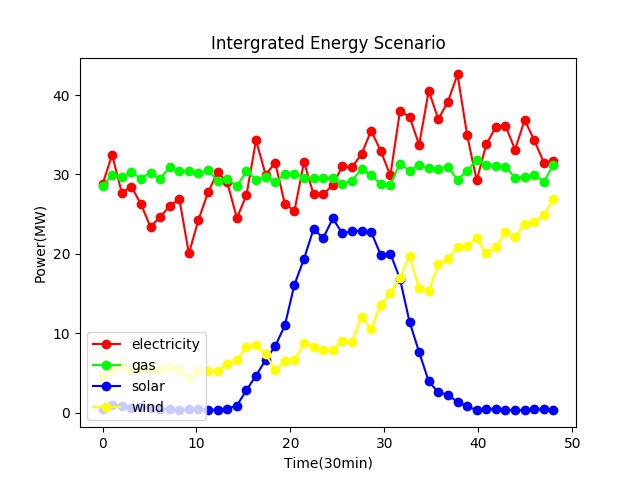 Intergrated Energy Scenario
Power(MW)
40
30
20
10
0
electricity
gas
solar
wind
0 10 20 30 40 50
Time(30min)